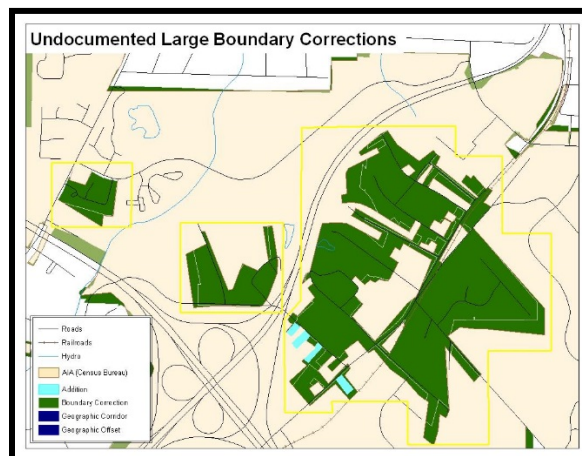 Undocumented Large Boundary Corrections
Roads
Railroads
Hydro
AIA (Census Bureau)
Addition
Boundary Correction
Geographic Corridor
Geographic Offset